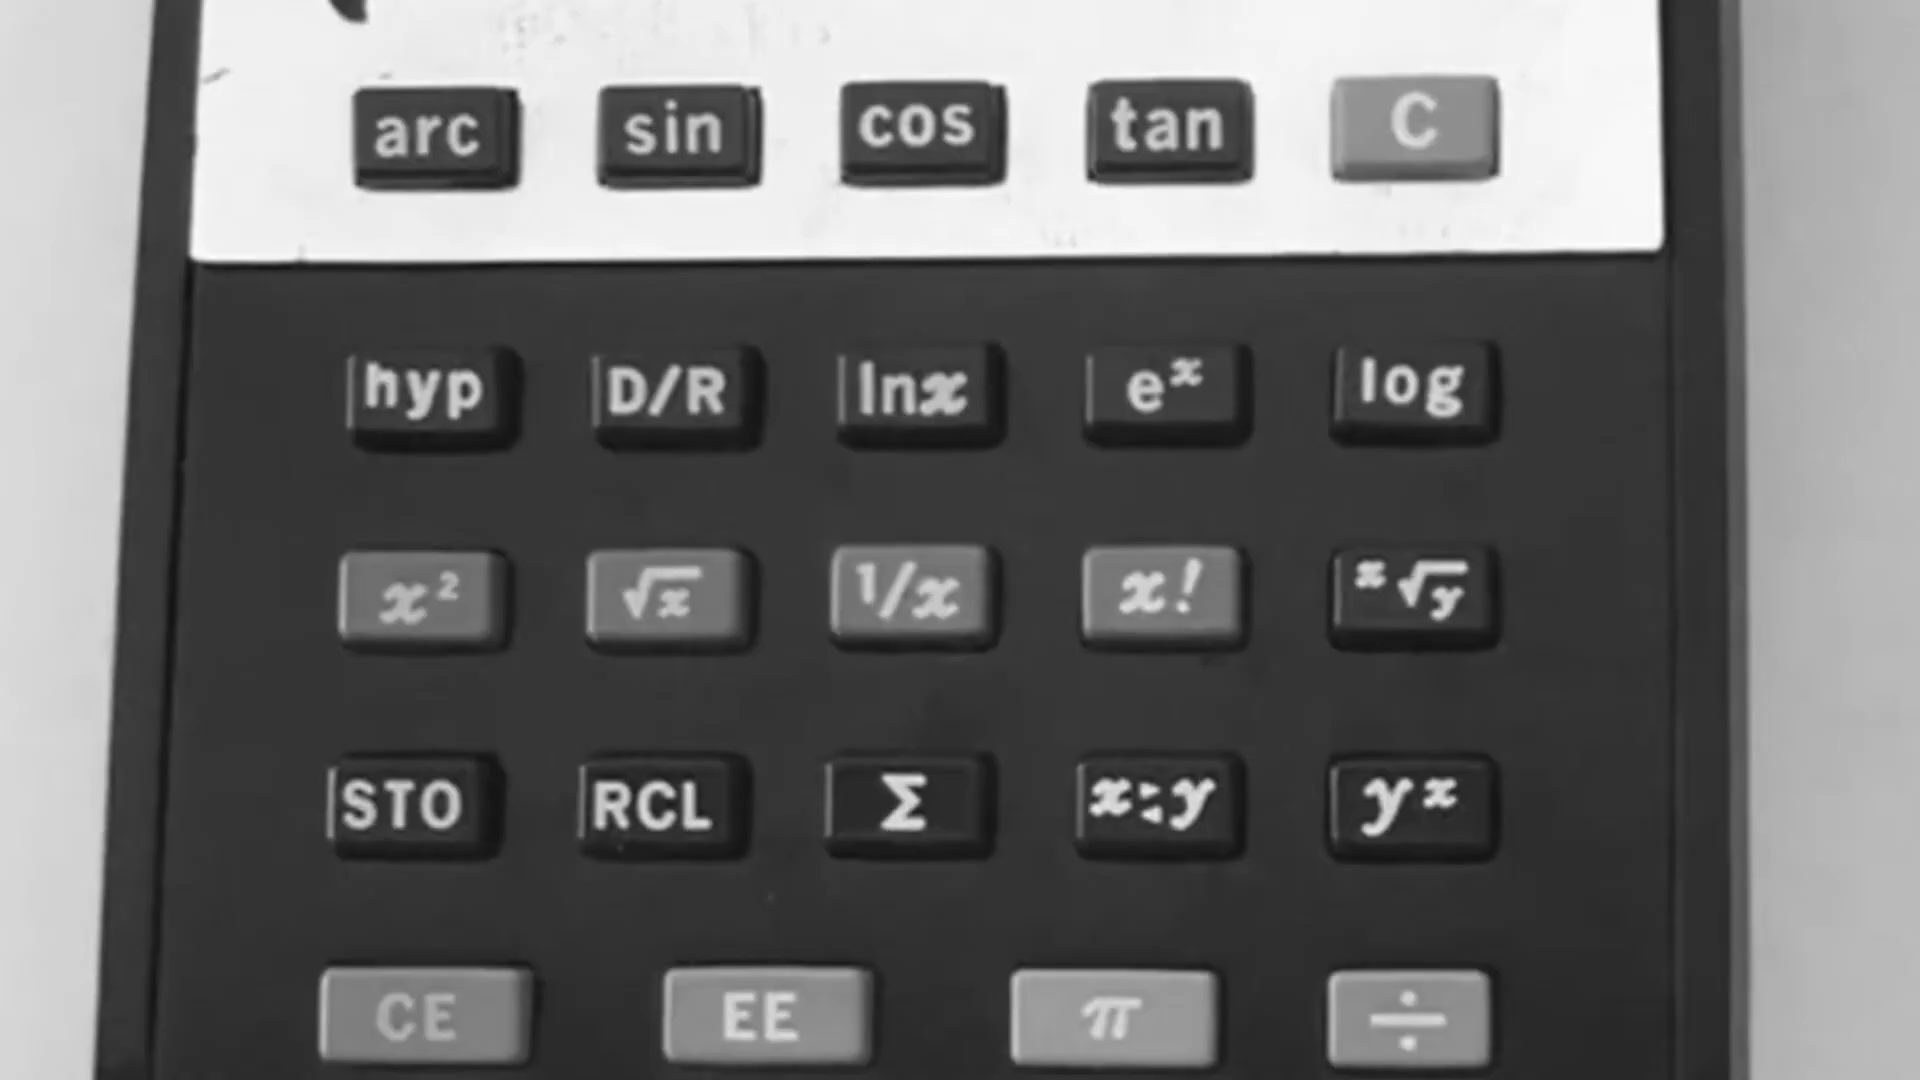 arc sin cos tan C
hyp D/R lnx eˣ log
x² √x 1/x x! ˣ√y
STO RCL Σ x:y yˣ
CE EE π ÷